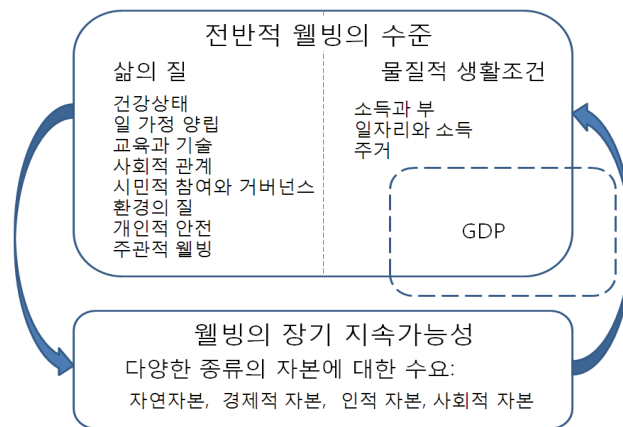 전반적 웰빙의 수준
삶의 질
건강상태
일 가정 양립
교육과 기술
사회적 관계
시민적 참여와 거버넌스
환경의 질
개인적 안전
주관적 웰빙
물질적 생활조건
소득과 부
일자리와 소득
주거
GDP
웰빙의 장기 지속가능성
다양한 종류의 자본에 대한 수요:
자연자본, 경제적 자본, 인적 자본, 사회적 자본